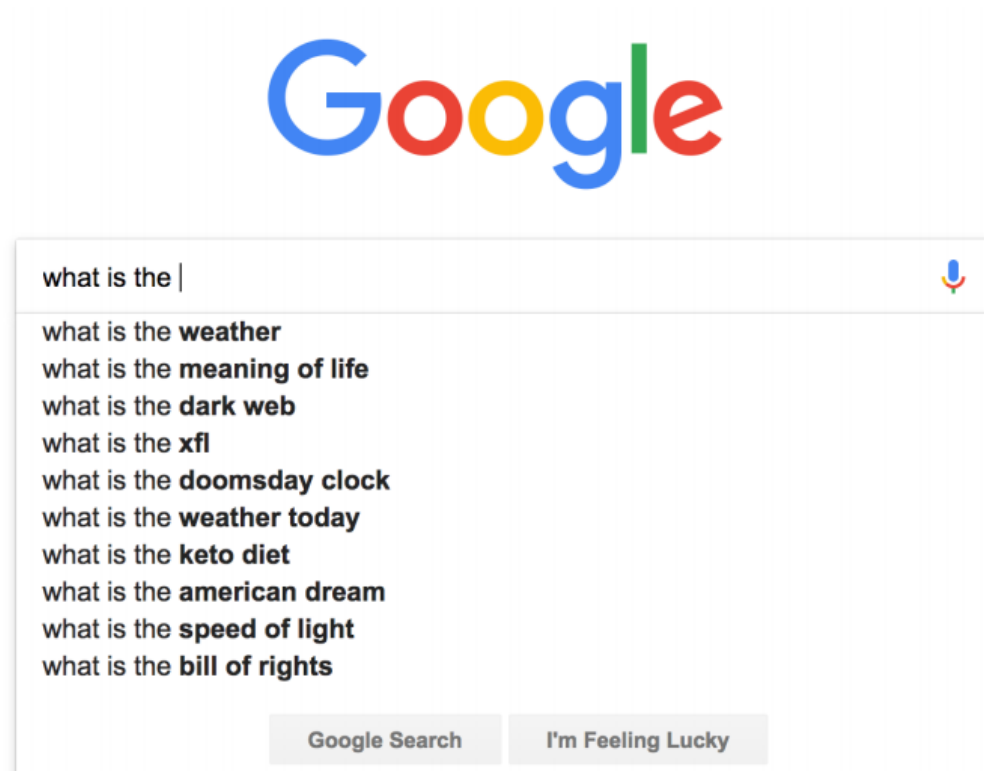 Google
what is the
what is the weather
what is the meaning of life
what is the dark web
what is the xfl
what is the doomsday clock
what is the weather today
what is the keto diet
what is the american dream
what is the speed of light
what is the bill of rights
Google Search I'm Feeling Lucky